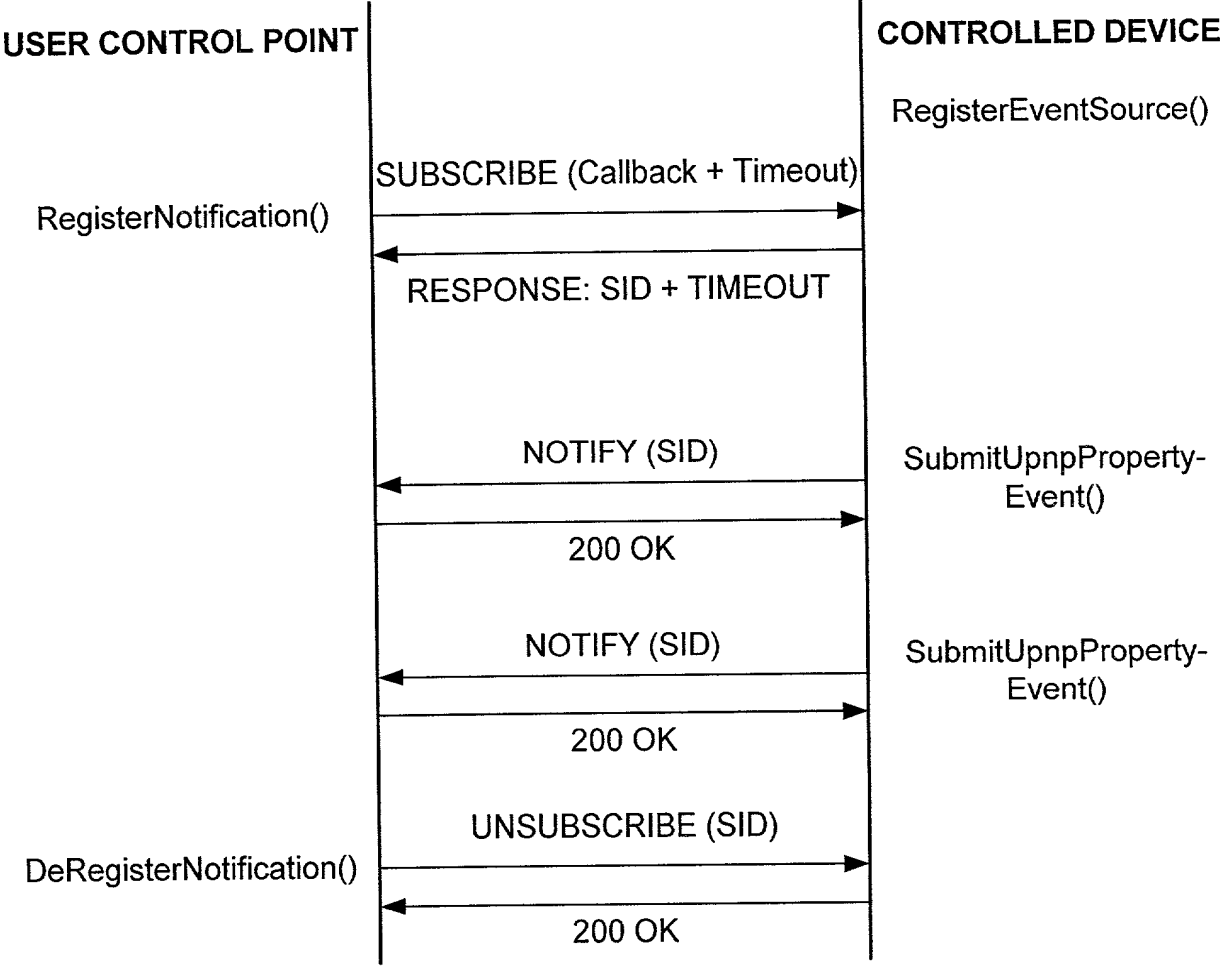 USER CONTROL POINT
CONTROLLED DEVICE
RegisterEventSource()
SUBSCRIBE (Callback + Timeout)
RegisterNotification()
RESPONSE: SID + TIMEOUT
NOTIFY (SID)
SubmitUpnpProperty-
Event()
200 OK
NOTIFY (SID)
SubmitUpnpProperty-
Event()
200 OK
UNSUBSCRIBE (SID)
DeRegisterNotification()
200 OK